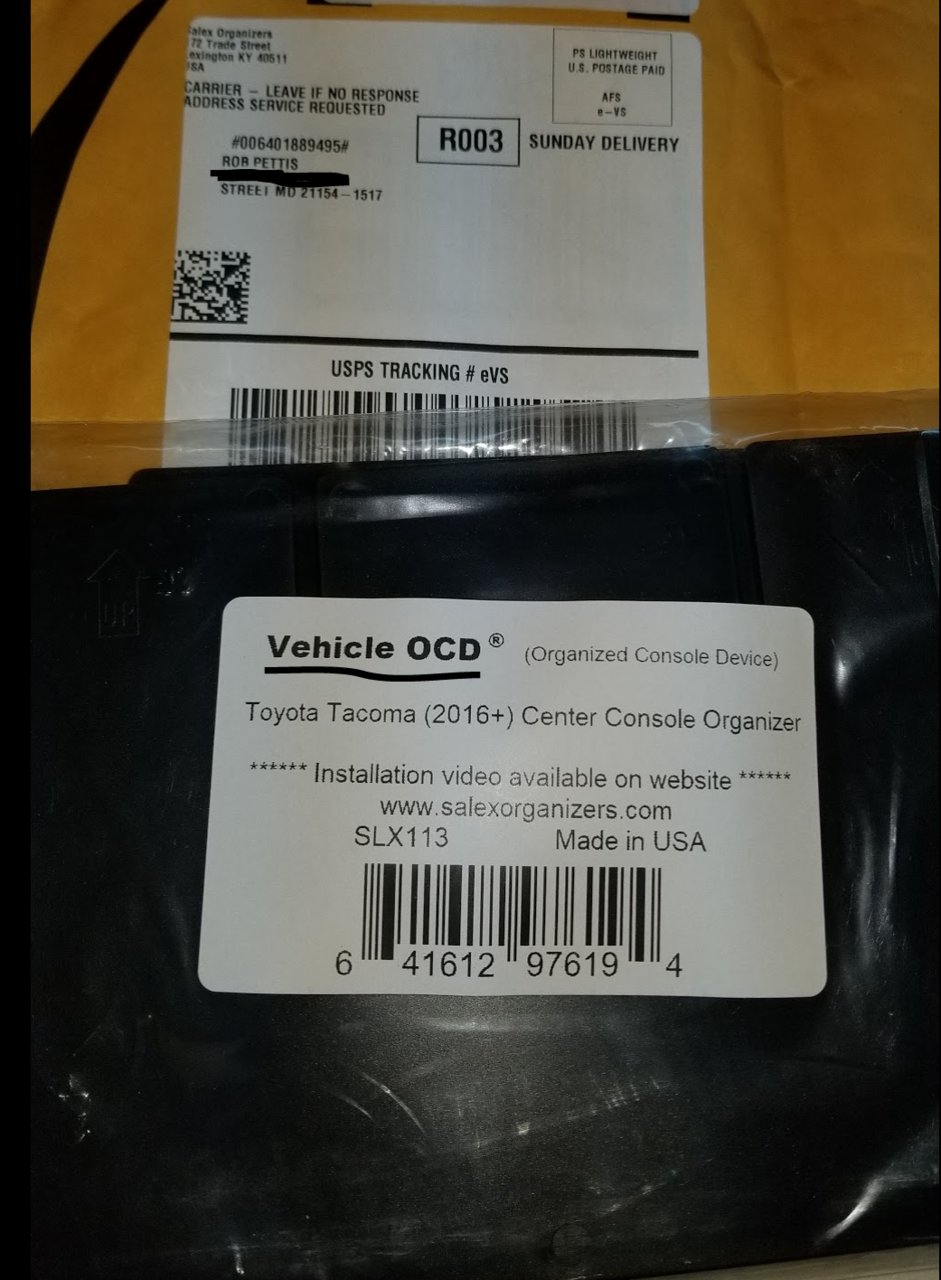 alex Organizers
72 Trade Street
exington KY 40511
USA
CARRIER – LEAVE IF NO RESPONSE
ADDRESS SERVICE REQUESTED
PS LIGHTWEIGHT
U.S. POSTAGE PAID
AFS
e-VS
#006401889495#
R003 SUNDAY DELIVERY
ROB PETTIS
STREET MD 21154-1517
USPS TRACKING # eVS
UP
Vehicle OCD® (Organized Console Device)
Toyota Tacoma (2016+) Center Console Organizer
****** Installation video available on website ******
www.salexorganizers.com
SLX113 Made in USA
6 41612 97619 4